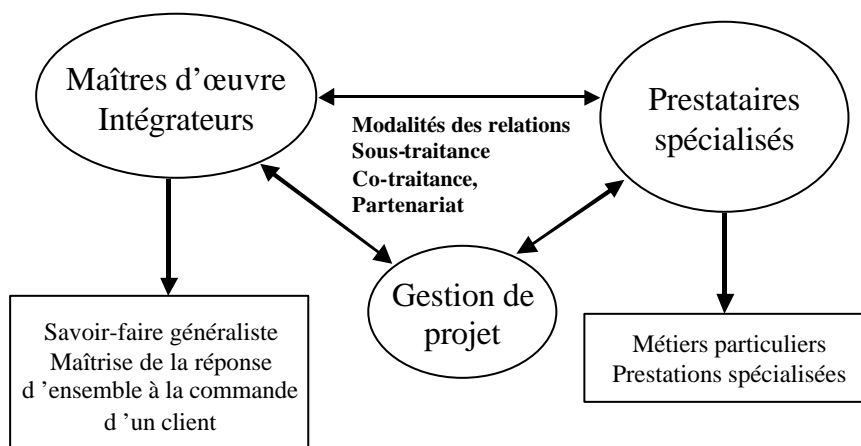 Maîtres d’œuvre
Intégrateurs
Prestataires
spécialisés
Modalités des relations
Sous-traitance
Co-traitance,
Partenariat
Gestion de
projet
Savoir-faire généraliste
Maîtrise de la réponse
d ’ensemble à la commande
d ’un client
Métiers particuliers
Prestations spécialisées